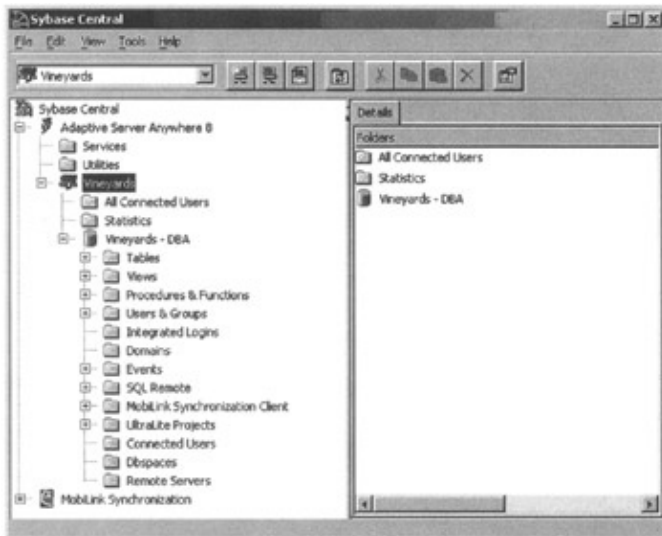 Sybase Central
File Edit View Tools Help
Vineyards
Sybase Central
Adaptive Server Anywhere 8
Services
Utilities
Vineyards
All Connected Users
Statistics
Vineyards - DBA
Tables
Views
Procedures & Functions
Users & Groups
Integrated Logins
Domains
Events
SQL Remote
MobiLink Synchronization Client
UltraLite Projects
Connected Users
Dbspaces
Remote Servers
MobiLink Synchronization
Details
Folders
All Connected Users
Statistics
Vineyards - DBA